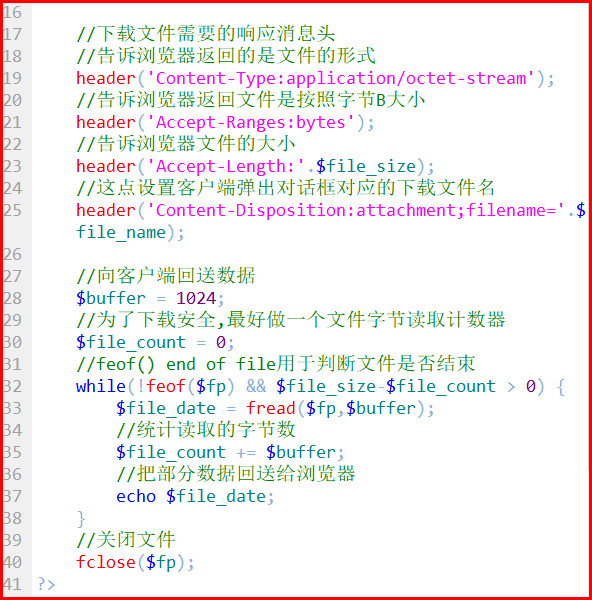 16
17 //下载文件需要的响应消息头
18 //告诉浏览器返回的是文件的形式
19 header('Content-Type:application/octet-stream');
20 //告诉浏览器返回文件是按照字节B大小
21 header('Accept-Ranges:bytes');
22 //告诉浏览器文件的大小
23 header('Accept-Length:'.$file_size);
24 //这点设置客户端弹出对话框对应的下载文件名
25 header('Content-Disposition:attachment;filename='.$
file_name);
26
27 //向客户端回送数据
28 $buffer = 1024;
29 //为了下载安全,最好做一个文件字节读取计数器
30 $file_count = 0;
31 //feof() end of file用于判断文件是否结束
32 while(!feof($fp) && $file_size-$file_count > 0) {
33 $file_date = fread($fp,$buffer);
34 //统计读取的字节数
35 $file_count += $buffer;
36 //把部分数据回送给浏览器
37 echo $file_date;
38 }
39 //关闭文件
40 fclose($fp);
41 ?>